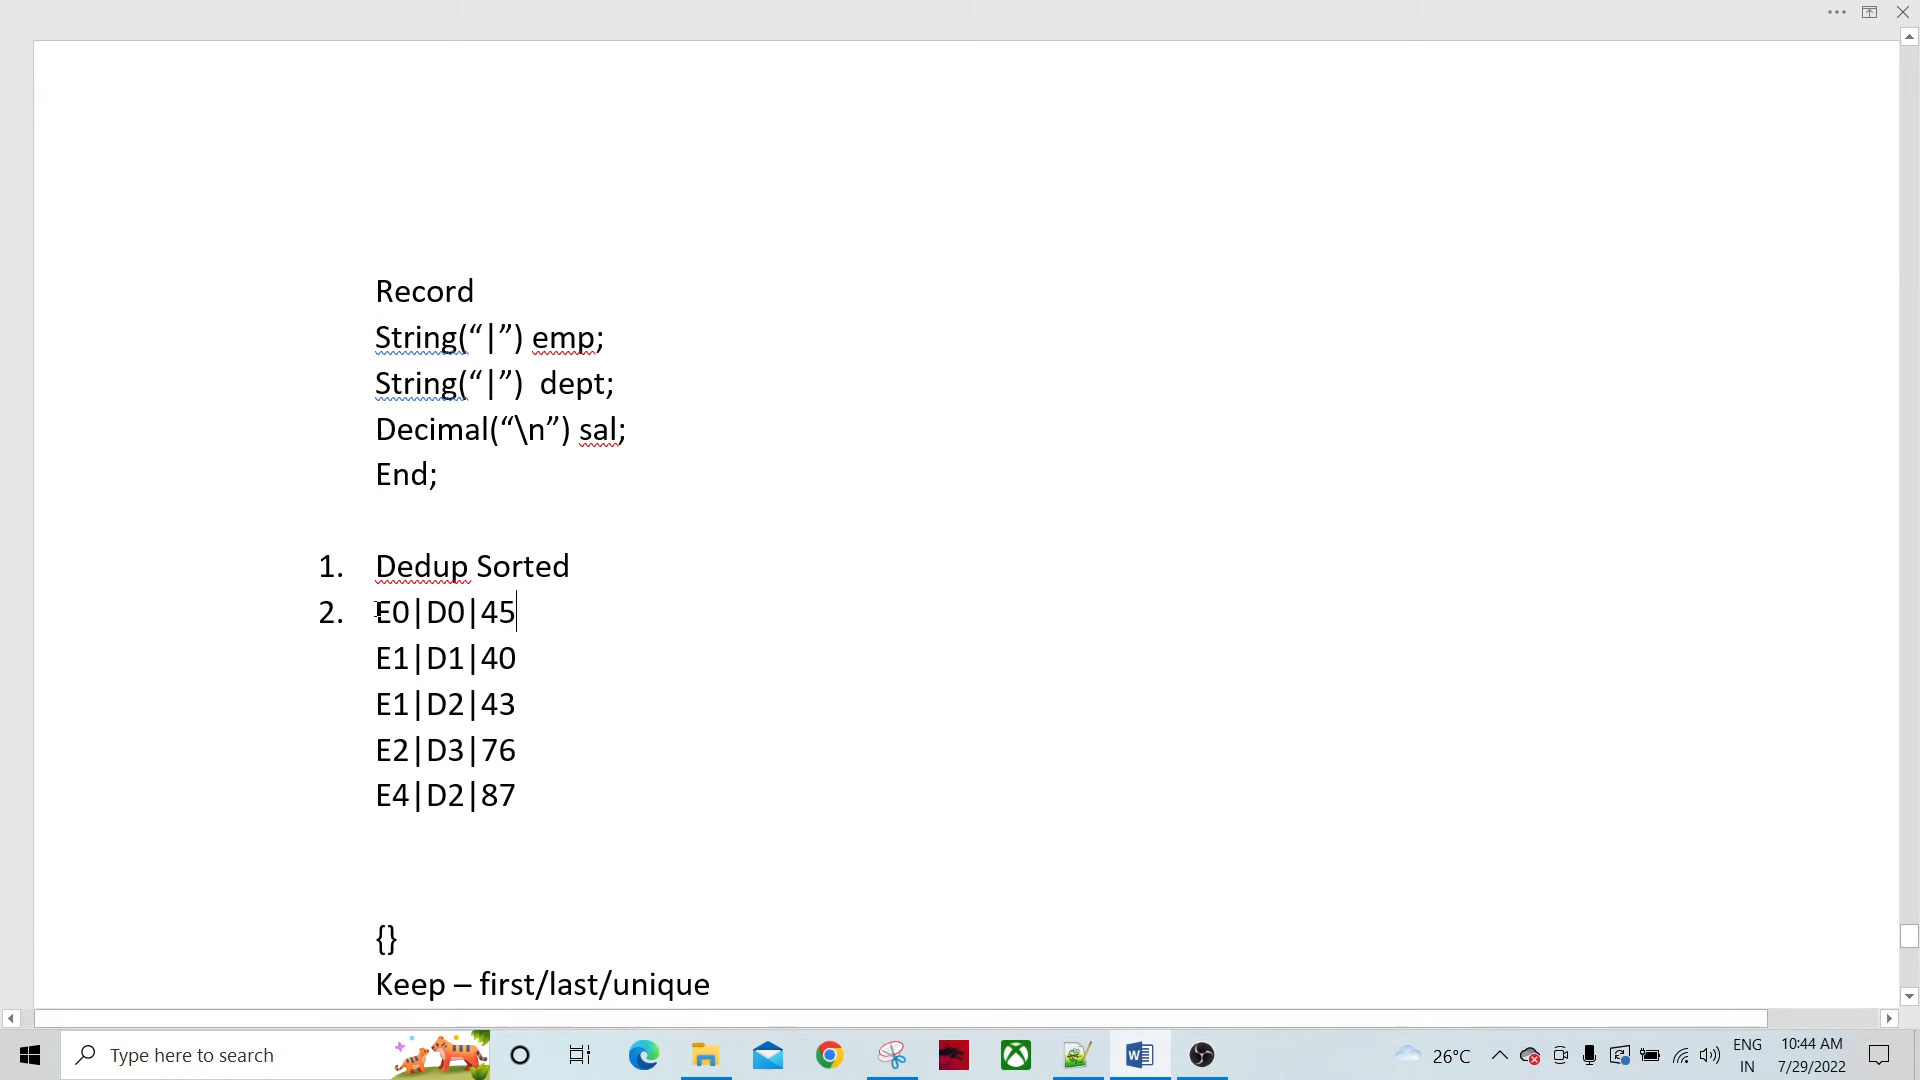 Record
String(“|”) emp;
String(“|”)  dept;
Decimal(“\n”) sal;
End;
1. Dedup Sorted
2. E0|D0|45
E1|D1|40
E1|D2|43
E2|D3|76
E4|D2|87
{}
Keep – first/last/unique
Type here to search
26°C
ENG
IN
10:44 AM
7/29/2022